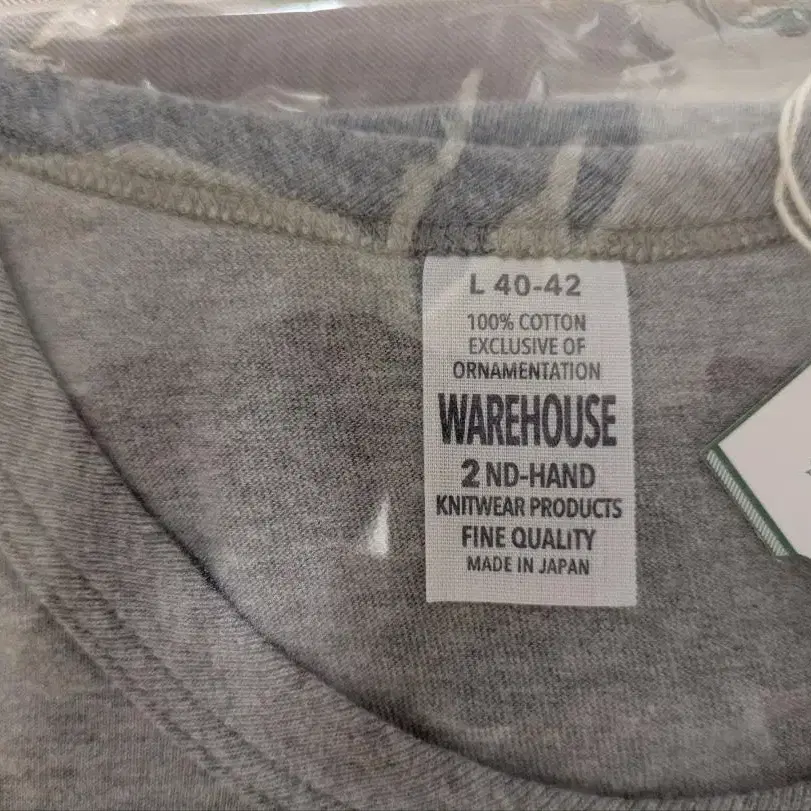 L 40-42
100% COTTON
EXCLUSIVE OF
ORNAMENTATION
WAREHOUSE
2ND-HAND
KNITWEAR PRODUCTS
FINE QUALITY
MADE IN JAPAN